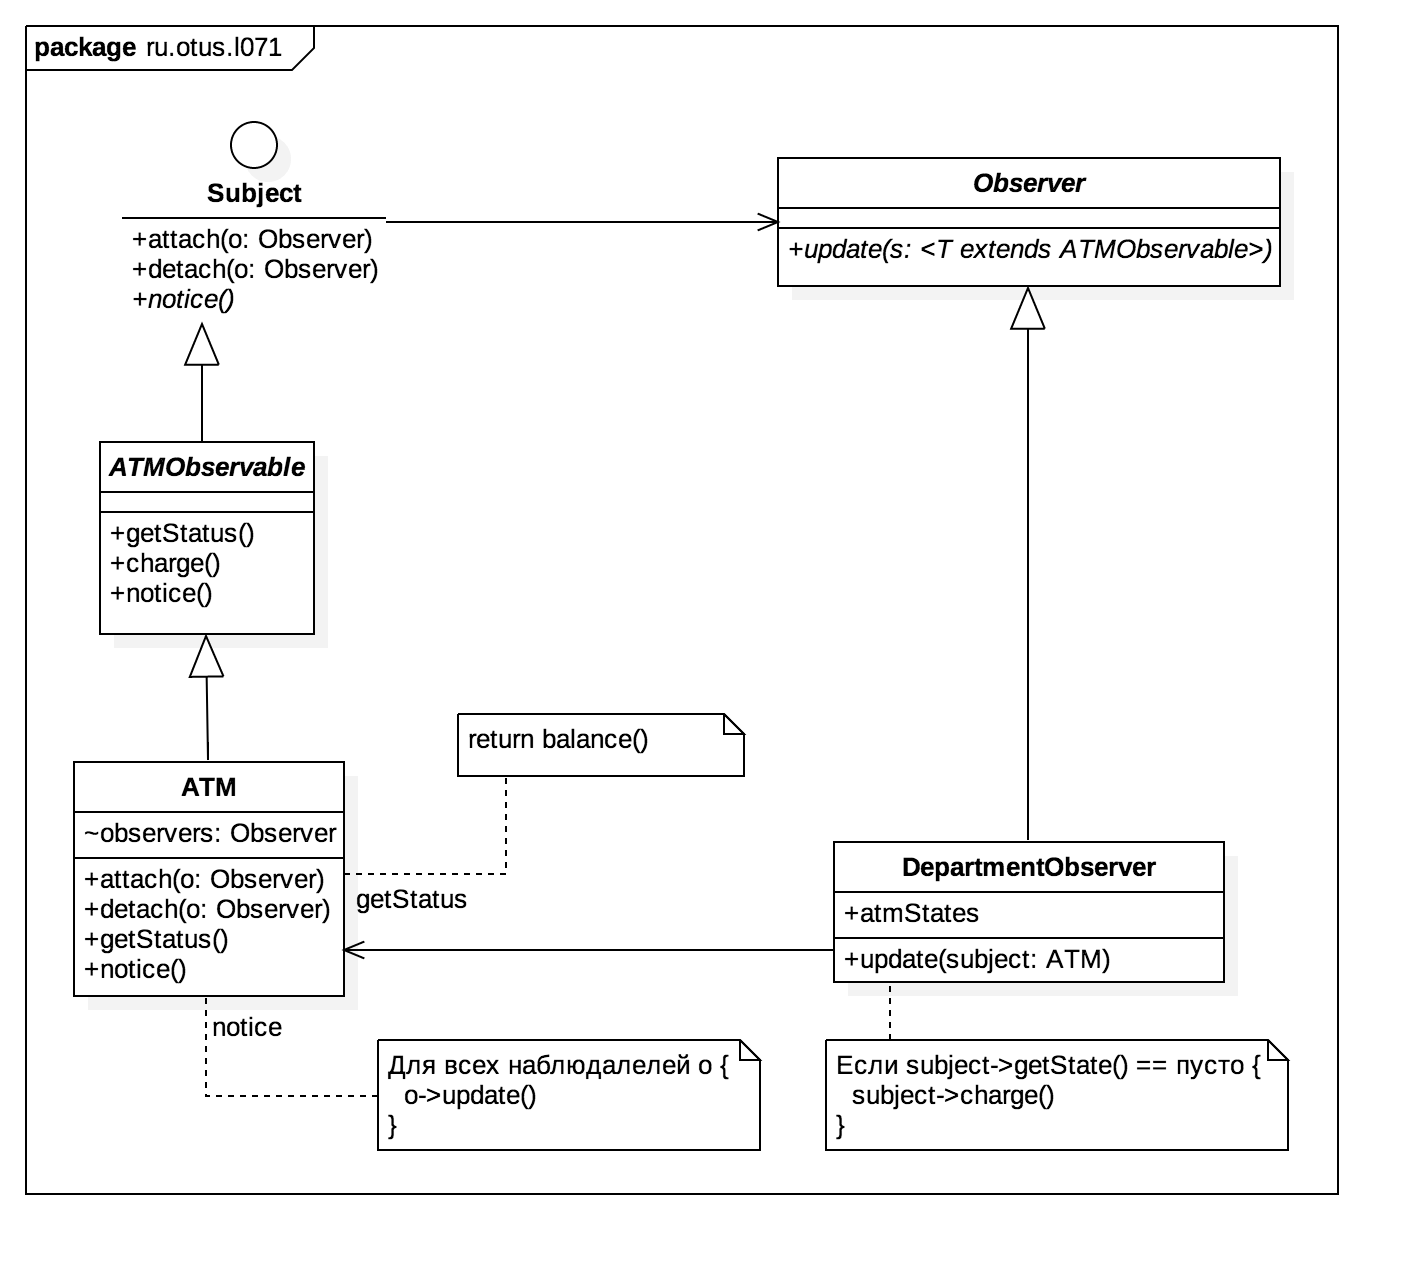 package ru.otus.l071
Subject
+attach(o: Observer)
+detach(o: Observer)
+notice()
Observer
+update(s: <T extends ATMObservable>)
ATMObservable
+getStatus()
+charge()
+notice()
return balance()
ATM
~observers: Observer
+attach(o: Observer)
+detach(o: Observer)
+getStatus()
+notice()
getStatus
DepartmentObserver
+atmStates
+update(subject: ATM)
notice
Для всех наблюдалелей o {
o->update()
}
Если subject->getState() == пусто {
subject->charge()
}